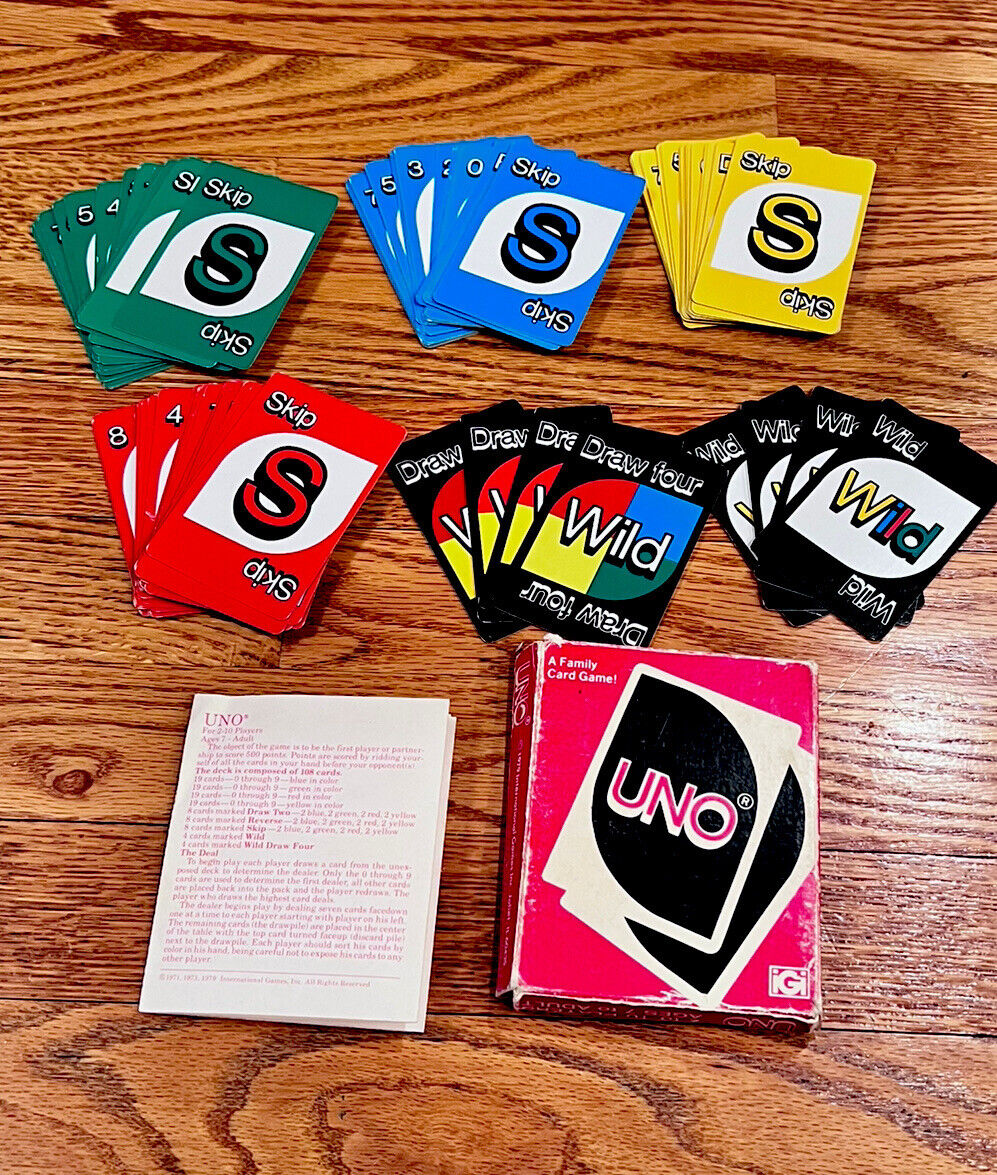 5 4 Sl Skip
S
Skip
7 5 3 2 0 Skip
S
Skip
7 5 Skip
S
Skip
8 4 Skip
S
Skip
Draw Draw Dra Draw four
Wild
Draw four
Wild Wild Wild Wild
Wild
Wild
UNO®
For 2-10 Players
Ages 7 - Adult
The object of the game is to be the first player or partner-
ship to score 500 points. Points are scored by ridding your-
self of all the cards in your hand before your opponent(s).
The deck is composed of 108 cards.
19 cards—0 through 9—blue in color
19 cards—0 through 9—green in color
19 cards—0 through 9—red in color
19 cards—0 through 9—yellow in color
8 cards marked Draw Two—2 blue, 2 green, 2 red, 2 yellow
8 cards marked Reverse—2 blue, 2 green, 2 red, 2 yellow
8 cards marked Skip—2 blue, 2 green, 2 red, 2 yellow
4 cards marked Wild
4 cards marked Wild Draw Four
The Deal
To begin play each player draws a card from the unex-
posed deck to determine the dealer. Only the 0 through 9
cards are used to determine the first dealer, all other cards
are placed back into the pack and the player redraws. The
player who draws the highest card deals.
The dealer begins play by dealing seven cards facedown
one at a time to each player starting with player on his left.
The remaining cards (the drawpile) are placed in the center
of the table with the top card turned faceup (discard pile)
next to the drawpile. Each player should sort his cards by
color in his hand, being careful not to expose his cards to any
other player.
©1971, 1973, 1979 International Games, Inc. All Rights Reserved
A Family
Card Game!
UNO®
iGi
UNO
© 1979 International Games Inc.
UNO